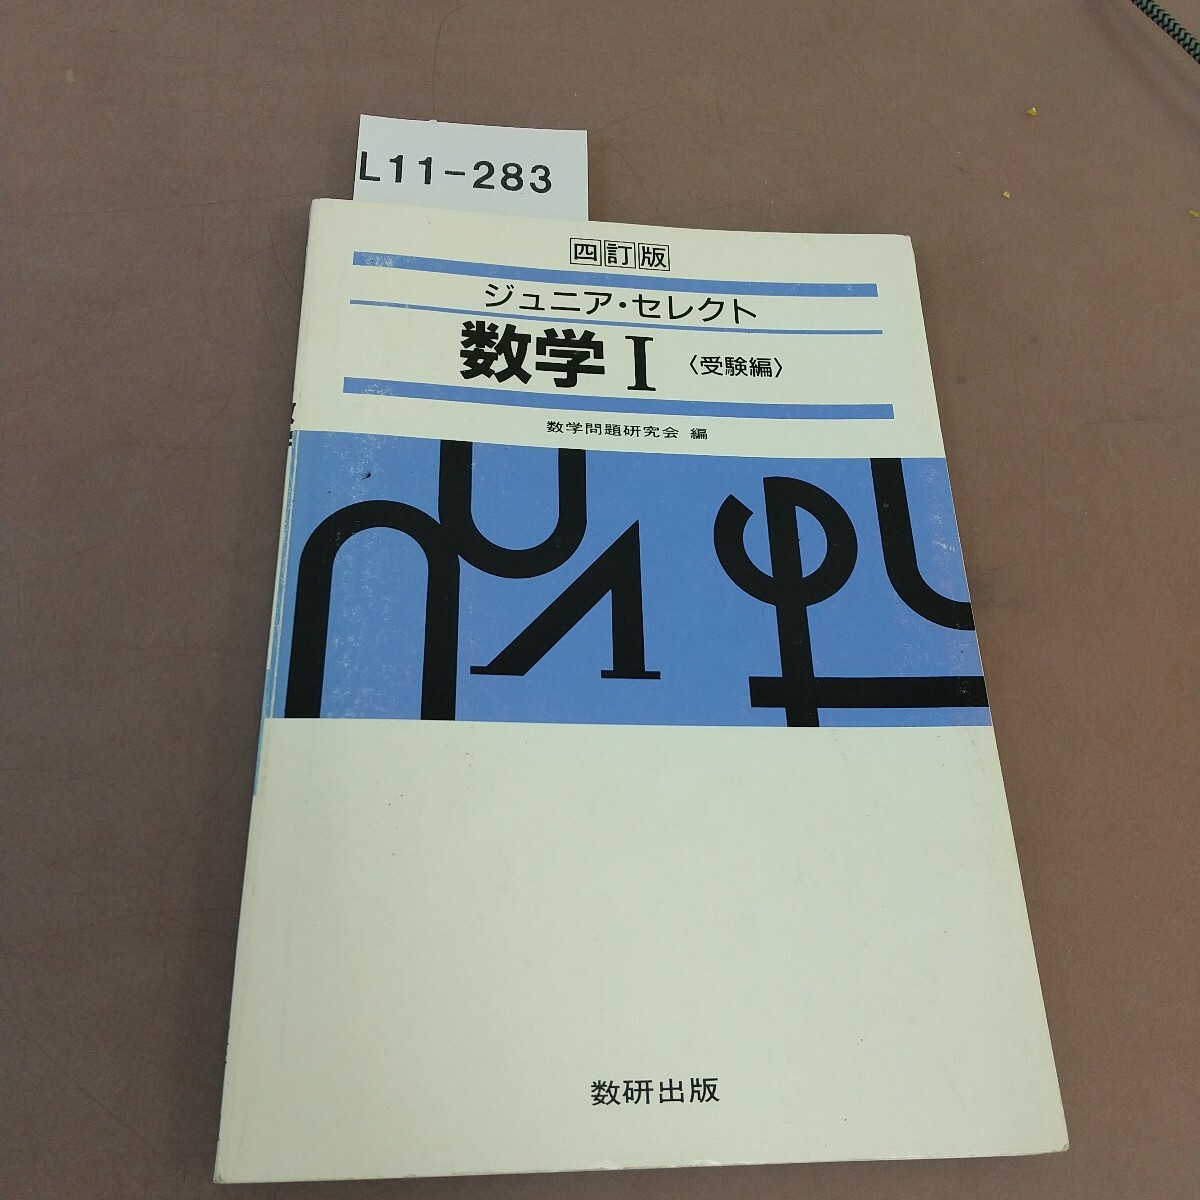 L11-283
四訂版
ジュニア・セレクト
数学Ⅰ〈受験編〉
数学問題研究会 編
数研出版